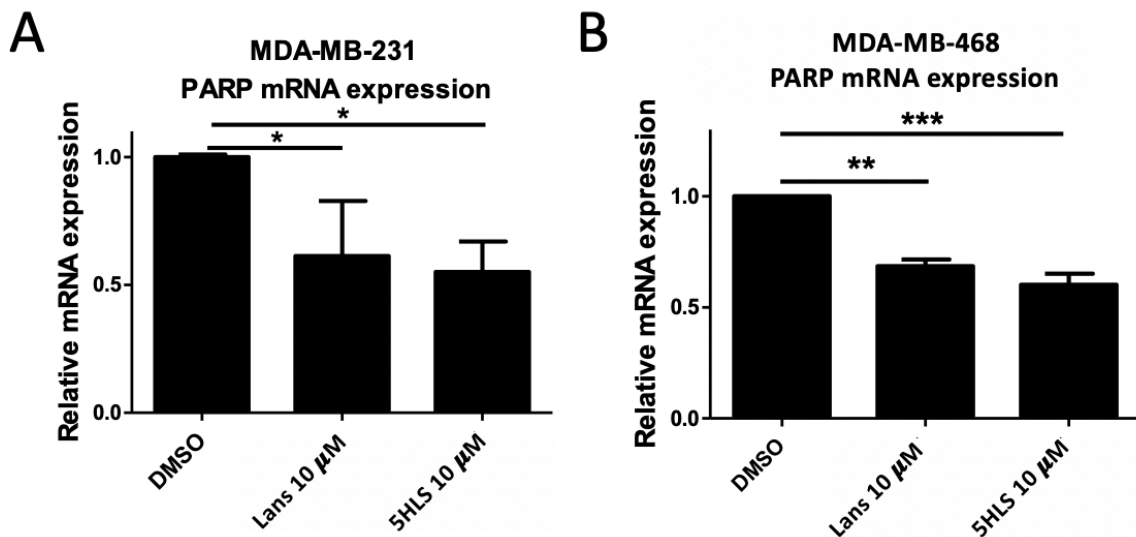 A
MDA-MB-231
PARP mRNA expression
*
*
Relative mRNA expression
1.0
0.5
0.0
DMSO
Lans 10 μM
5HLS 10 μM
B
MDA-MB-468
PARP mRNA expression
***
**
Relative mRNA expression
1.0
0.5
0.0
DMSO
Lans 10 μM
5HLS 10 μM